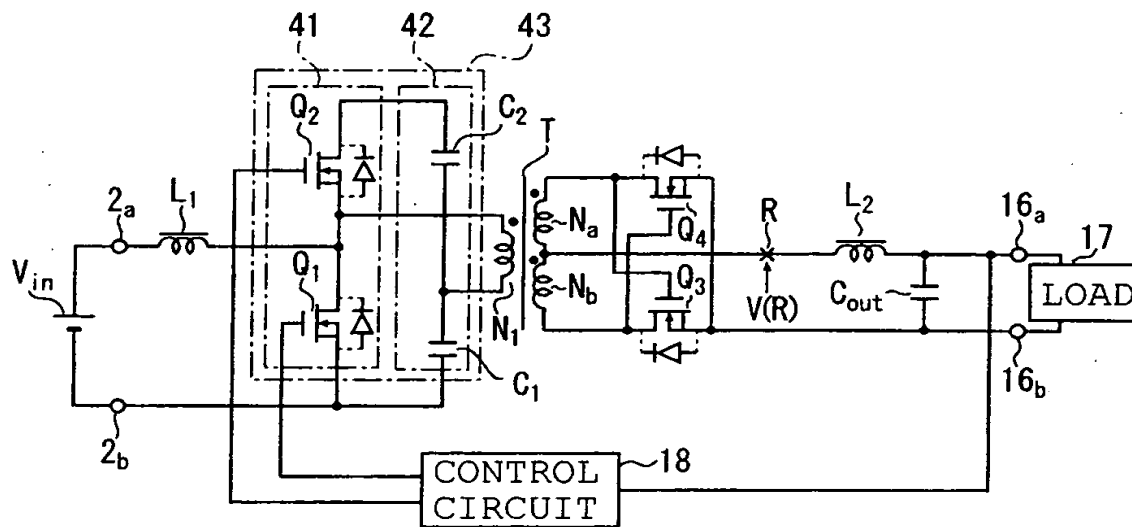 41 42 43
Q2
C2
T
L1
2a
Na
Q4
R
L2
16a
17
Vin
Q1
N1
Nb
Q3
V(R)
Cout
LOAD
C1
16b
2b
CONTROL
CIRCUIT
18